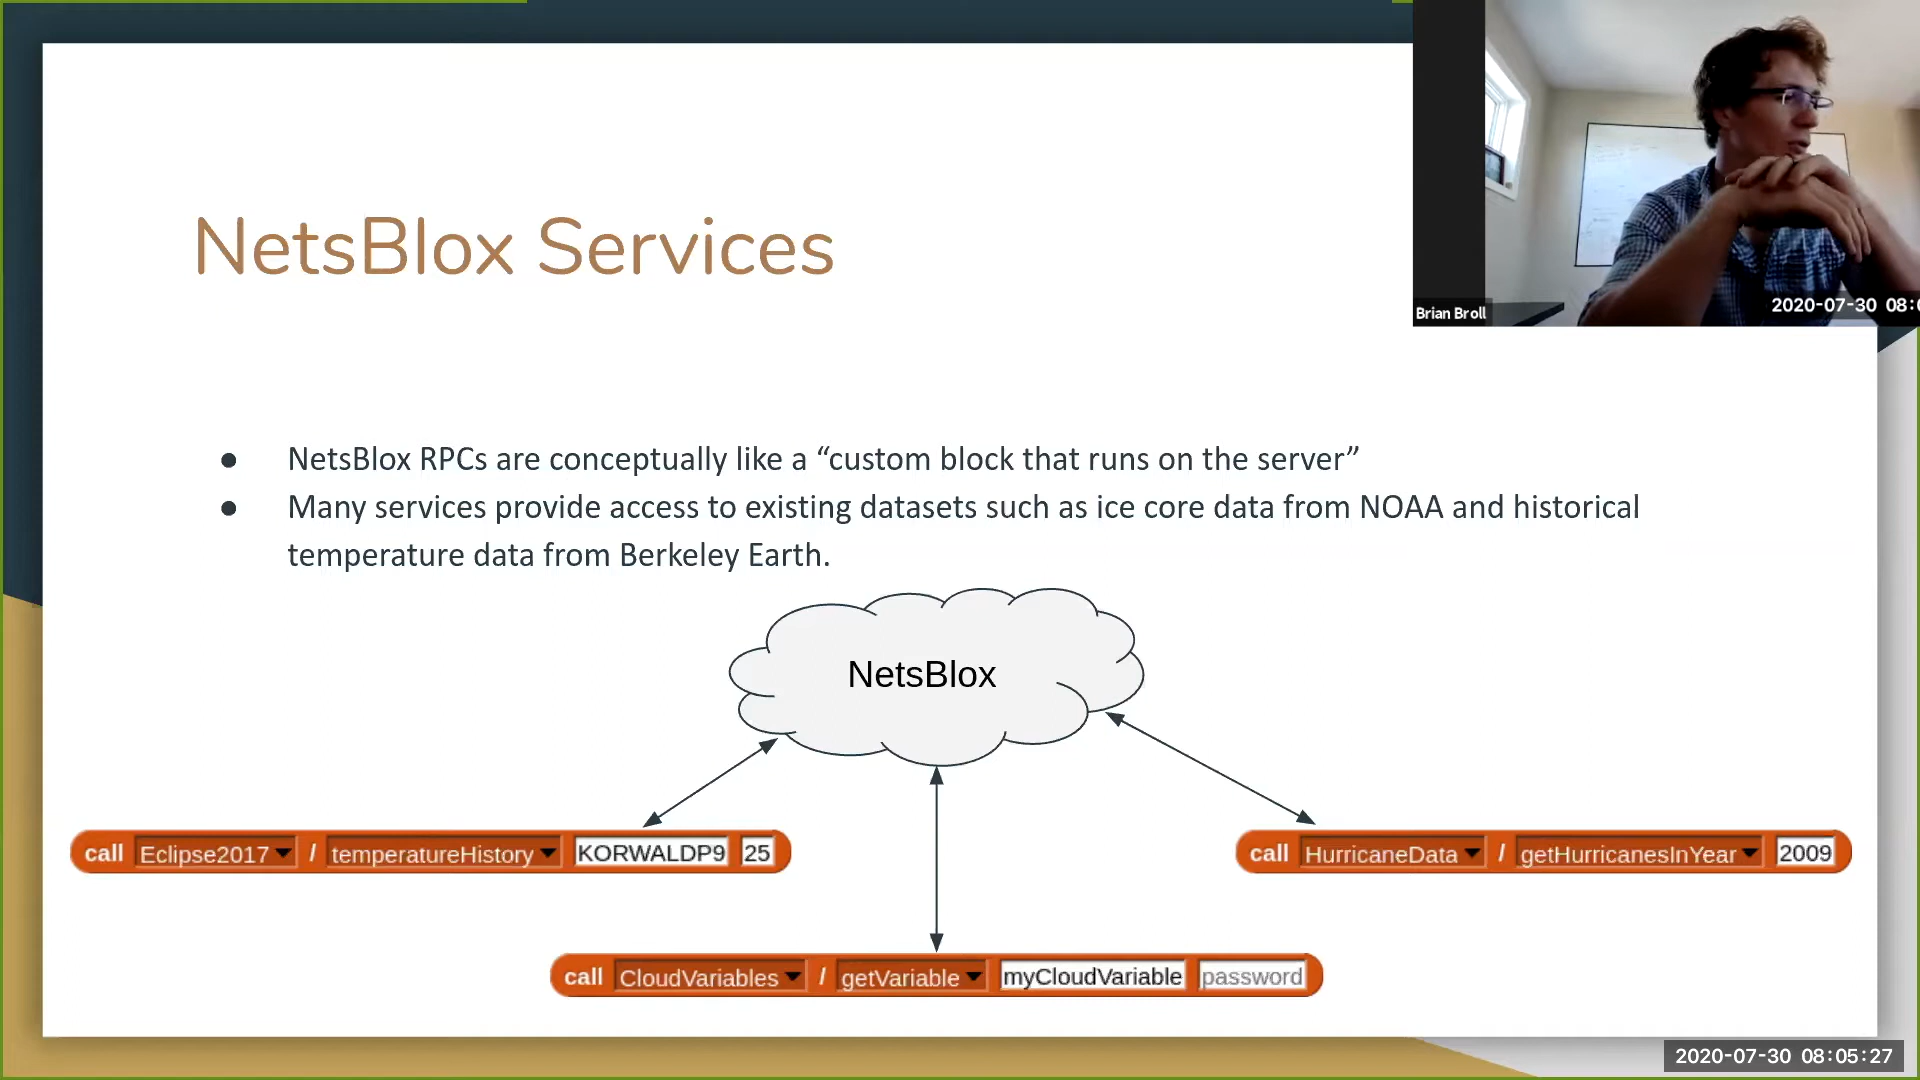 NetsBlox Services
Brian Broll
2020-07-30 08:0
● NetsBlox RPCs are conceptually like a “custom block that runs on the server”
● Many services provide access to existing datasets such as ice core data from NOAA and historical
temperature data from Berkeley Earth.
NetsBlox
call Eclipse2017 / temperatureHistory KORWALDP9 25
call HurricaneData / getHurricanesInYear 2009
call CloudVariables / getVariable myCloudVariable password
2020-07-30 08:05:27